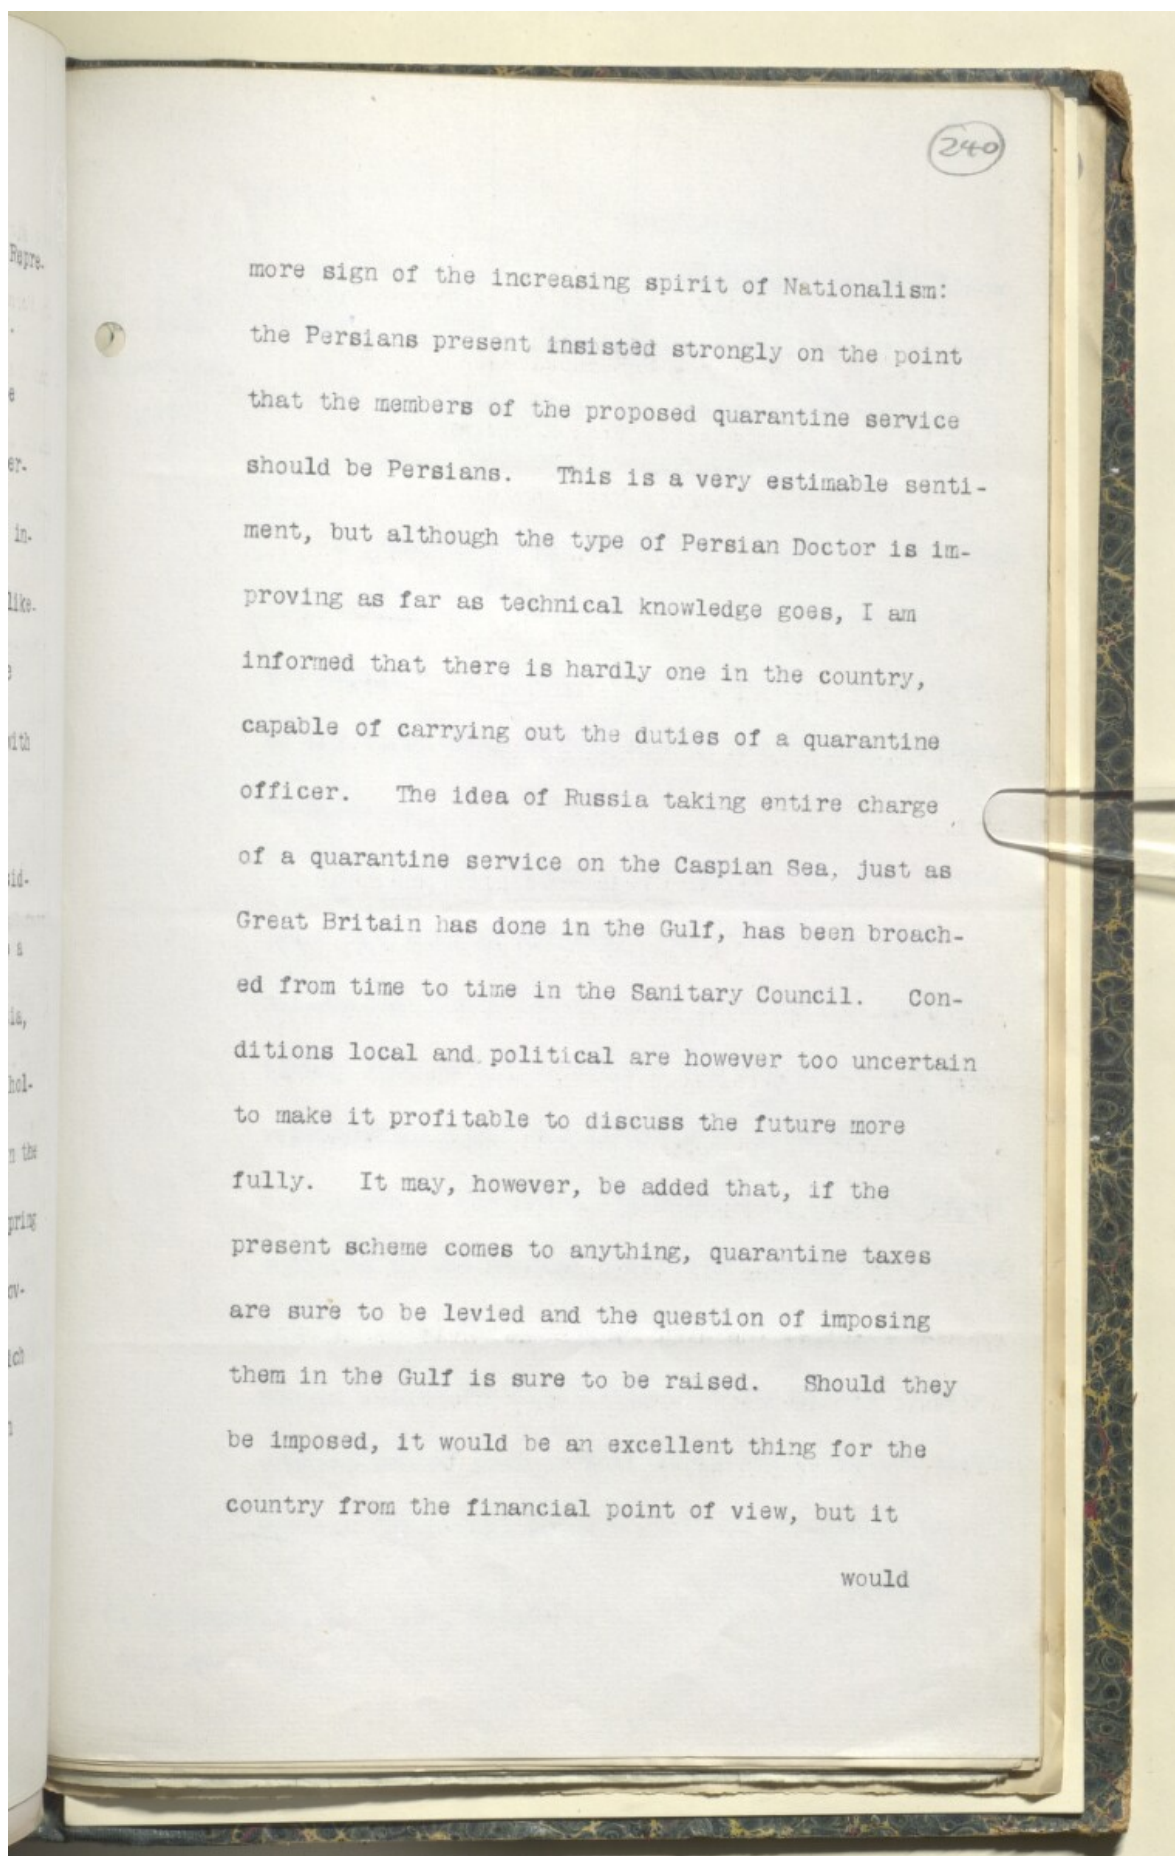 240
more sign of the increasing spirit of Nationalism:
the Persians present insisted strongly on the point
that the members of the proposed quarantine service
should be Persians. This is a very estimable senti-
ment, but although the type of Persian Doctor is im-
proving as far as technical knowledge goes, I am
informed that there is hardly one in the country,
capable of carrying out the duties of a quarantine
officer. The idea of Russia taking entire charge
of a quarantine service on the Caspian Sea, just as
Great Britain has done in the Gulf, has been broach-
ed from time to time in the Sanitary Council. Con-
ditions local and political are however too uncertain
to make it profitable to discuss the future more
fully. It may, however, be added that, if the
present scheme comes to anything, quarantine taxes
are sure to be levied and the question of imposing
them in the Gulf is sure to be raised. Should they
be imposed, it would be an excellent thing for the
country from the financial point of view, but it
would